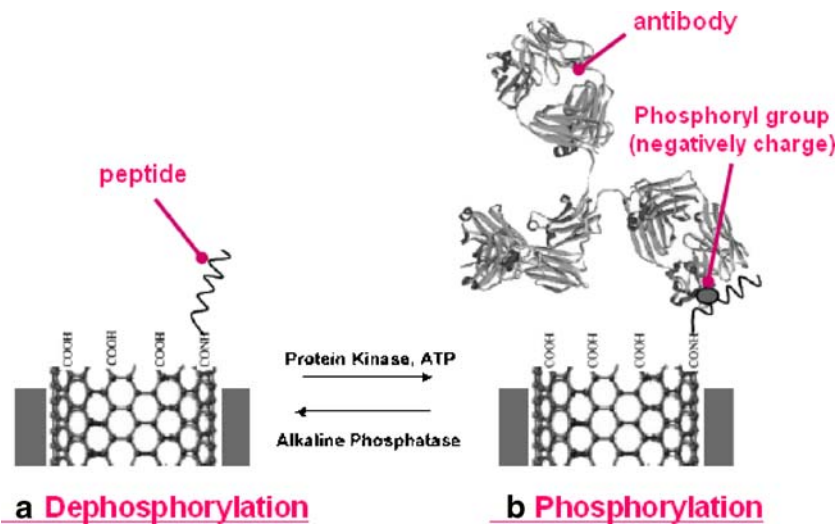 antibody
Phosphoryl group
(negatively charge)
peptide
COOH
COOH
COOH
CONH
Protein Kinase, ATP
Alkaline Phosphatase
COOH
COOH
COOH
CONH
a Dephosphorylation
b Phosphorylation